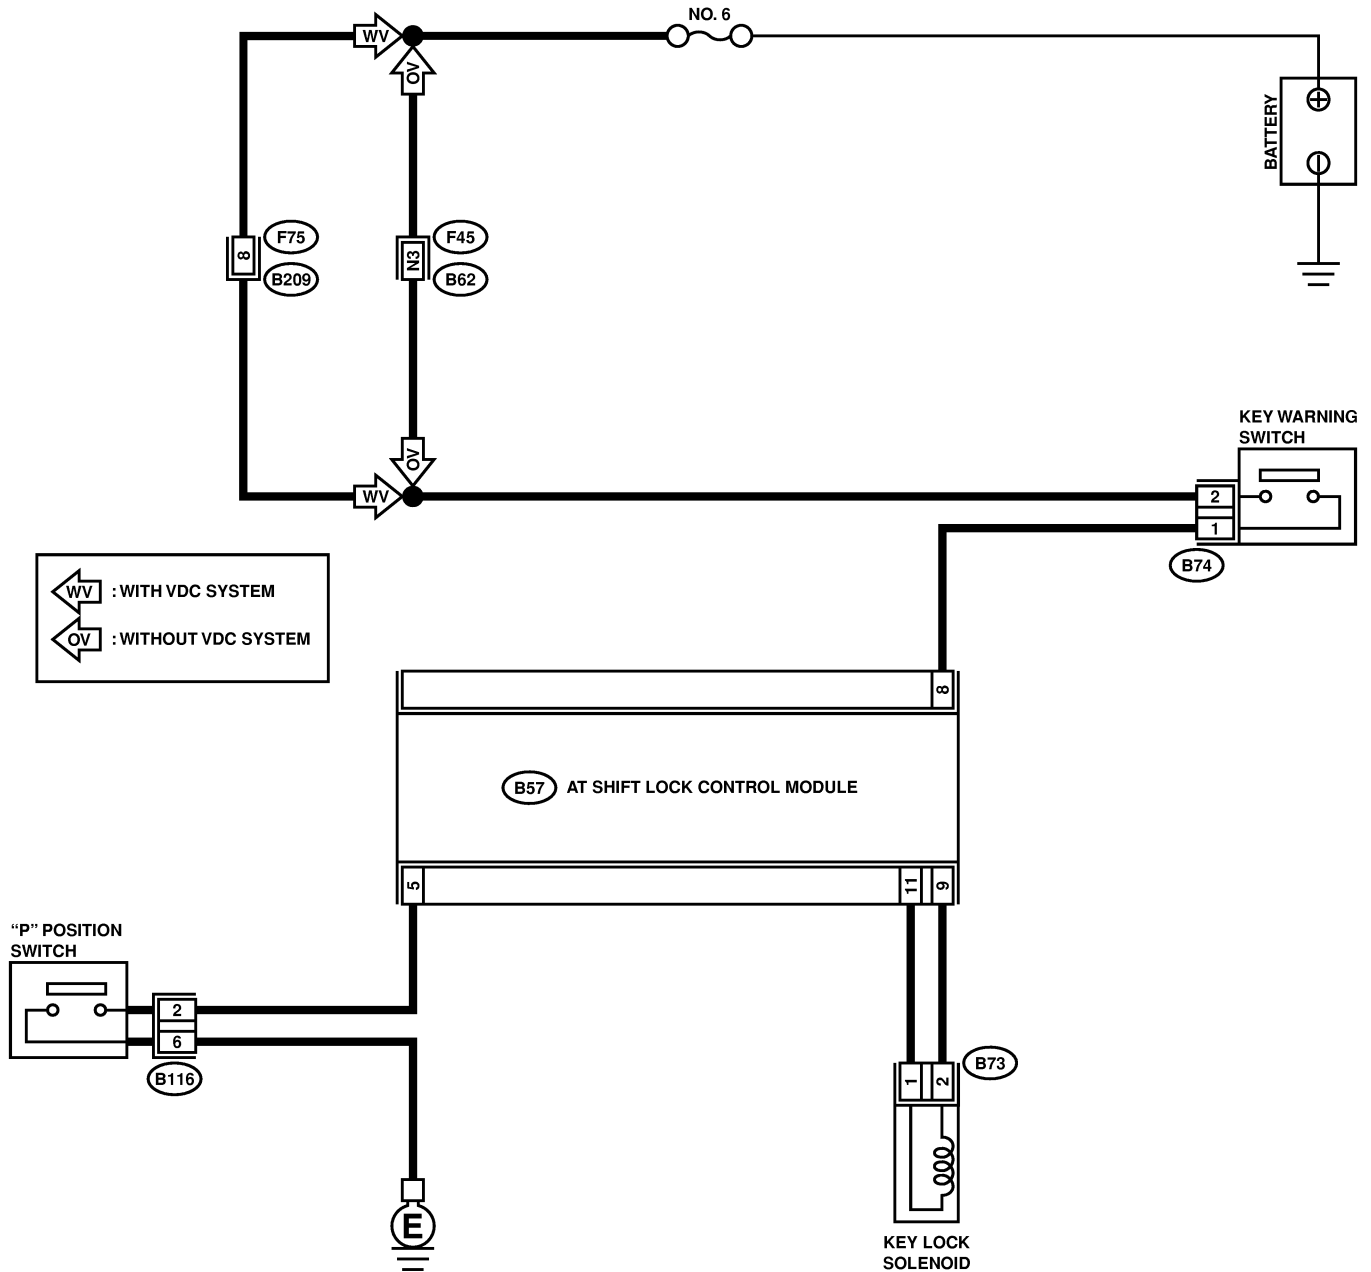 NO. 6
WV
OV
BATTERY
8
F75
B209
N3
F45
B62
OV
WV
KEY WARNING
SWITCH
2
1
B74
WV : WITH VDC SYSTEM
OV : WITHOUT VDC SYSTEM
8
B57 AT SHIFT LOCK CONTROL MODULE
5
11
9
“P” POSITION
SWITCH
2
6
B116
1
2
B73
E
KEY LOCK
SOLENOID